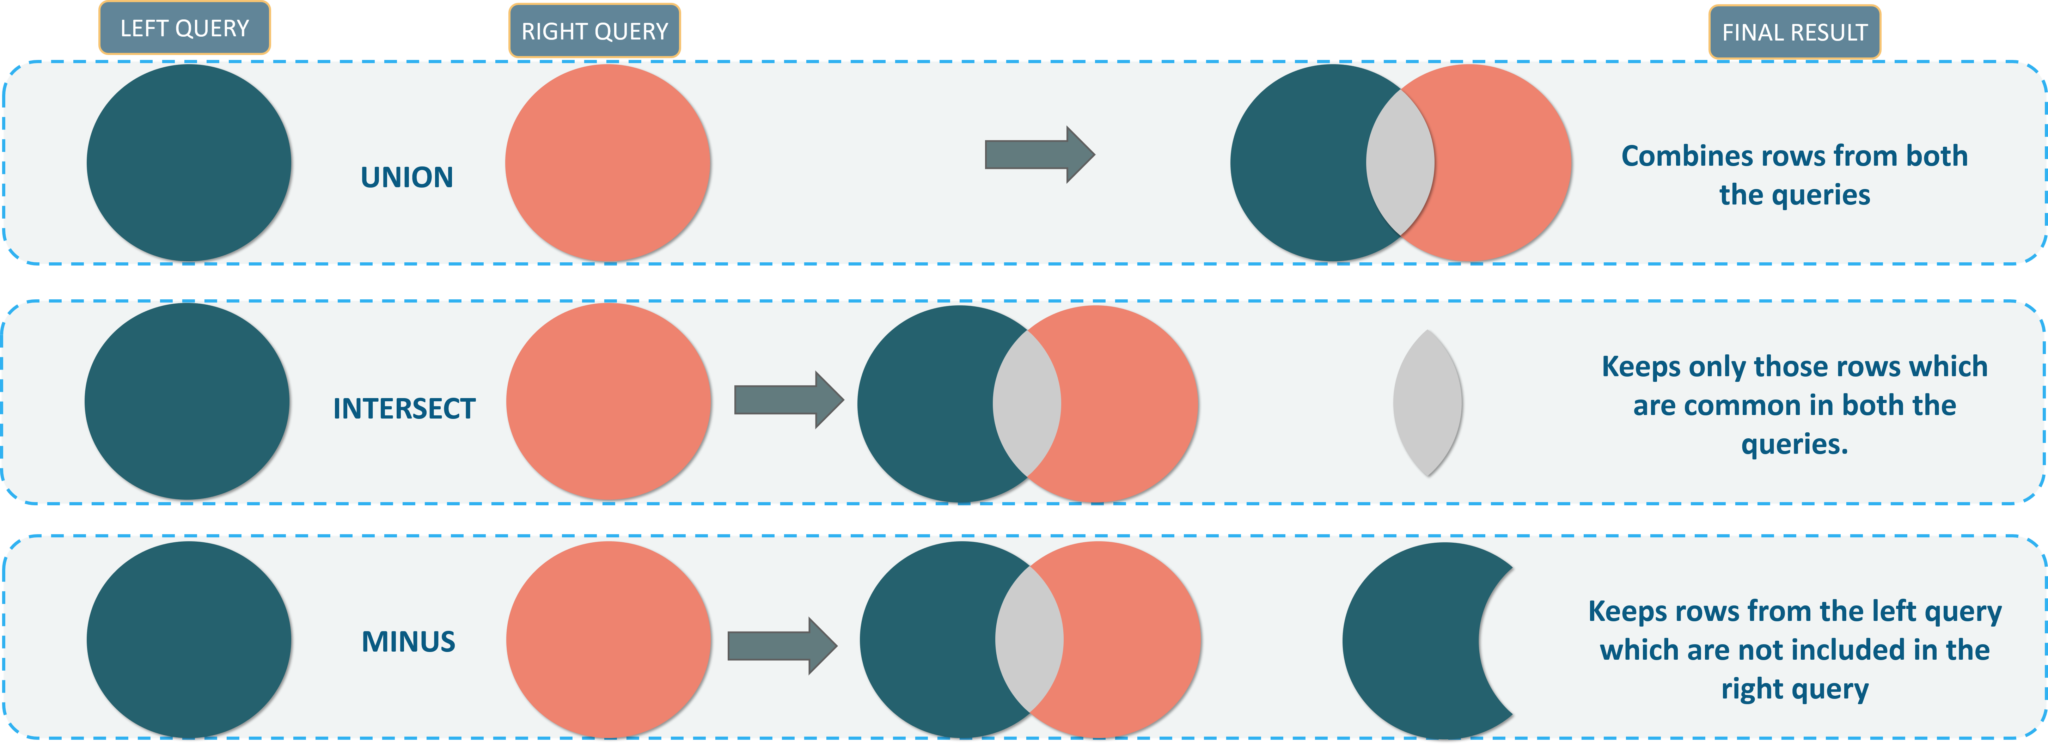 LEFT QUERY
RIGHT QUERY
FINAL RESULT
UNION
Combines rows from both
the queries
INTERSECT
Keeps only those rows which
are common in both the
queries.
MINUS
Keeps rows from the left query
which are not included in the
right query